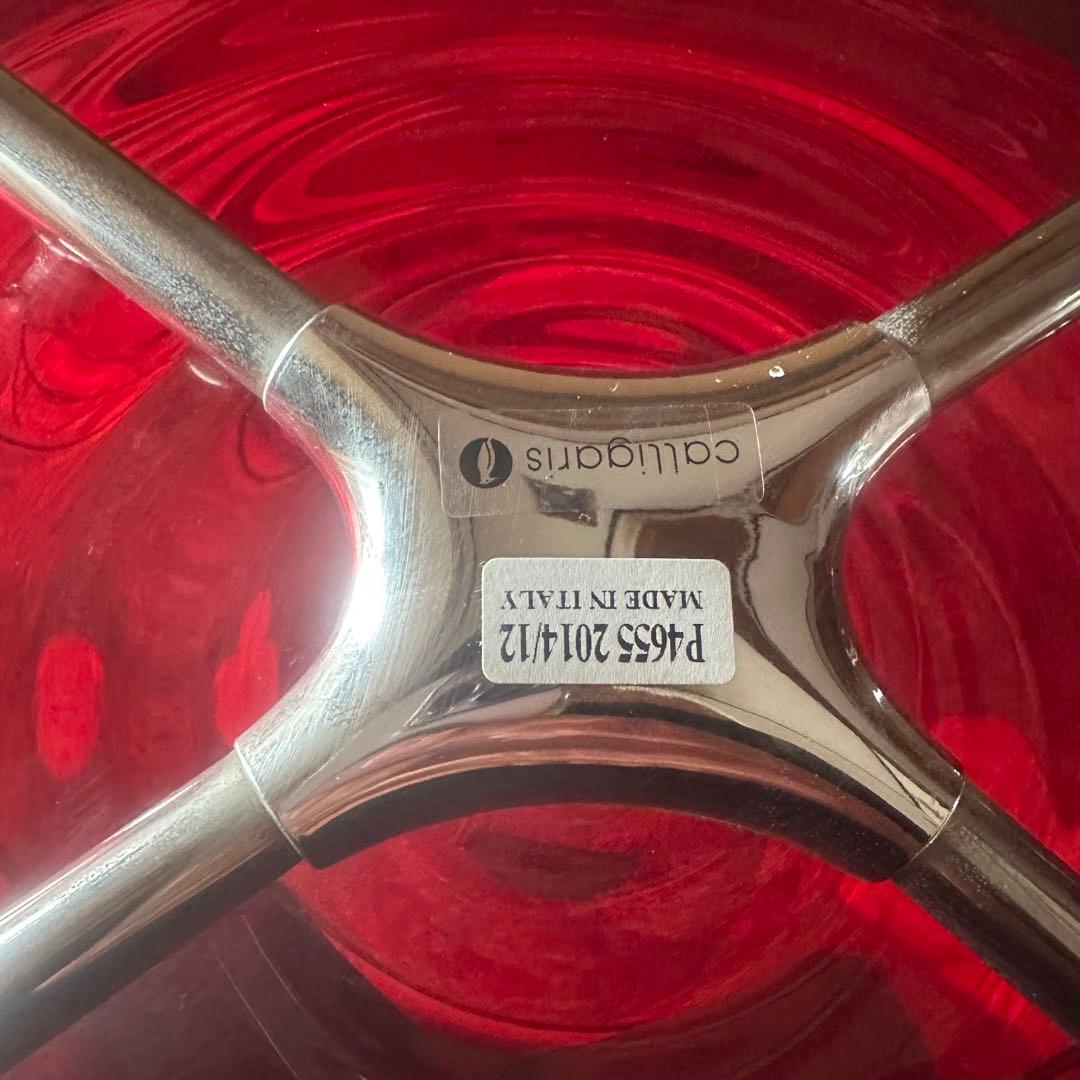 P4655 2014/12
MADE IN ITALY
calligaris